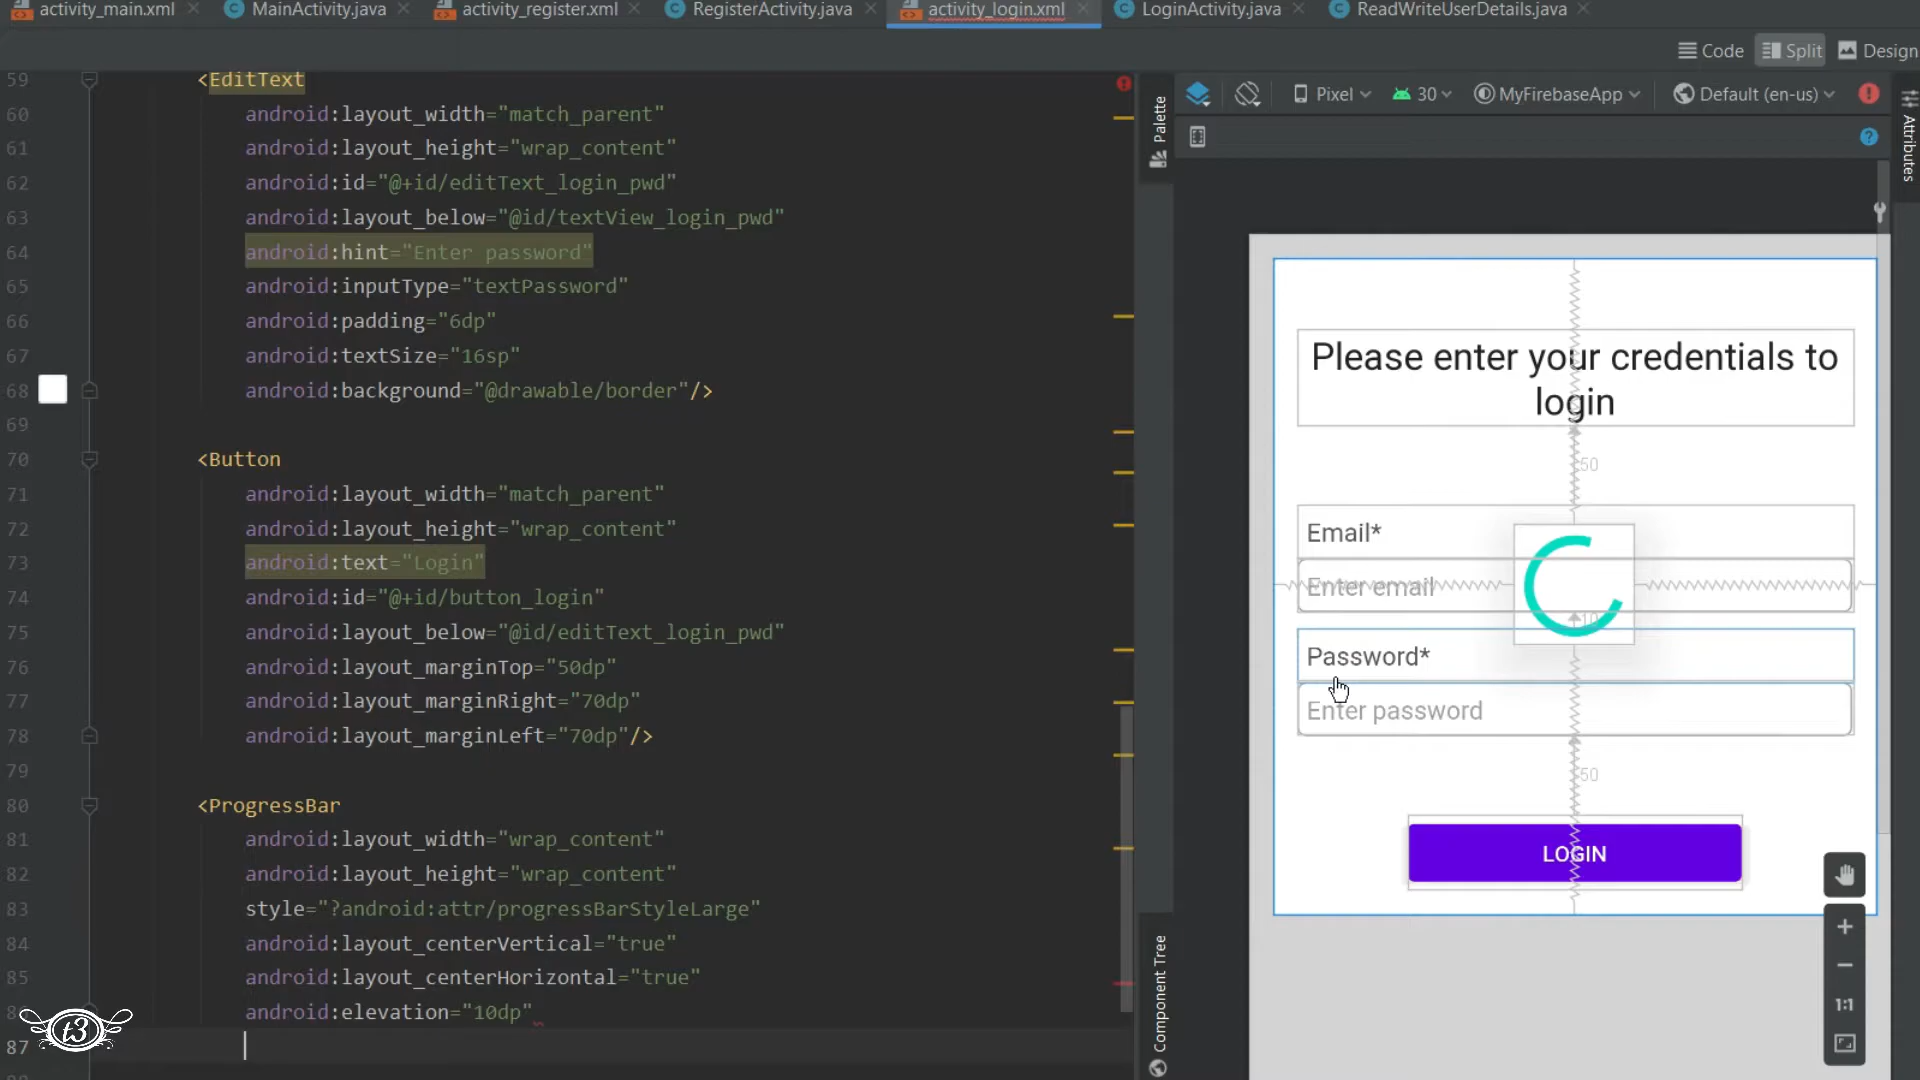 activity_main.xml
MainActivity.java
activity_register.xml
RegisterActivity.java
activity_login.xml
LoginActivity.java
ReadWriteUserDetails.java
Code
Split
Design
59 <EditText
60 android:layout_width="match_parent"
61 android:layout_height="wrap_content"
62 android:id="@+id/editText_login_pwd"
63 android:layout_below="@id/textView_login_pwd"
64 android:hint="Enter password"
65 android:inputType="textPassword"
66 android:padding="6dp"
67 android:textSize="16sp"
68 android:background="@drawable/border"/>
69
70 <Button
71 android:layout_width="match_parent"
72 android:layout_height="wrap_content"
73 android:text="Login"
74 android:id="@+id/button_login"
75 android:layout_below="@id/editText_login_pwd"
76 android:layout_marginTop="50dp"
77 android:layout_marginRight="70dp"
78 android:layout_marginLeft="70dp"/>
79
80 <ProgressBar
81 android:layout_width="wrap_content"
82 android:layout_height="wrap_content"
83 style="?android:attr/progressBarStyleLarge"
84 android:layout_centerVertical="true"
85 android:layout_centerHorizontal="true"
86 android:elevation="10dp"
87
t3
Palette
Component Tree
Pixel
30
MyFirebaseApp
Default (en-us)
Attributes
Please enter your credentials to
login
50
Email*
Enter email
10
Password*
Enter password
50
LOGIN
1:1